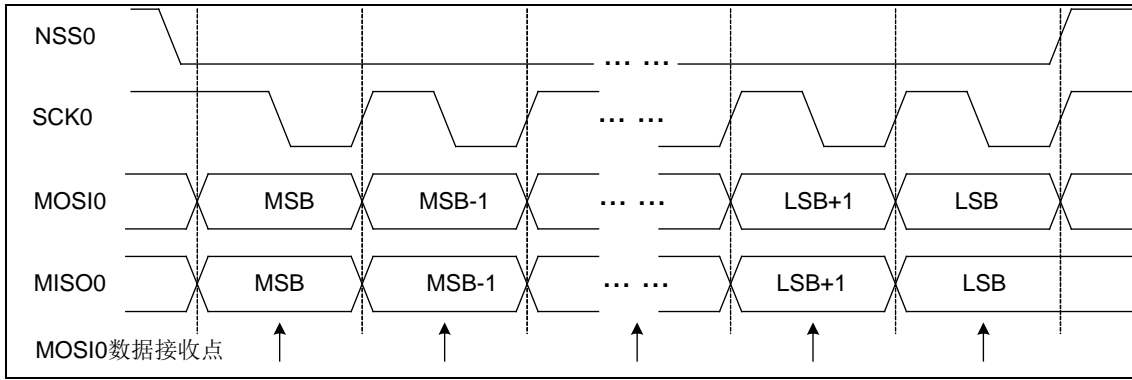 NSS0
... ...
SCK0
... ...
MOSI0 MSB MSB-1 ... ... LSB+1 LSB
MISO0 MSB MSB-1 ... ... LSB+1 LSB
MOSI0数据接收点